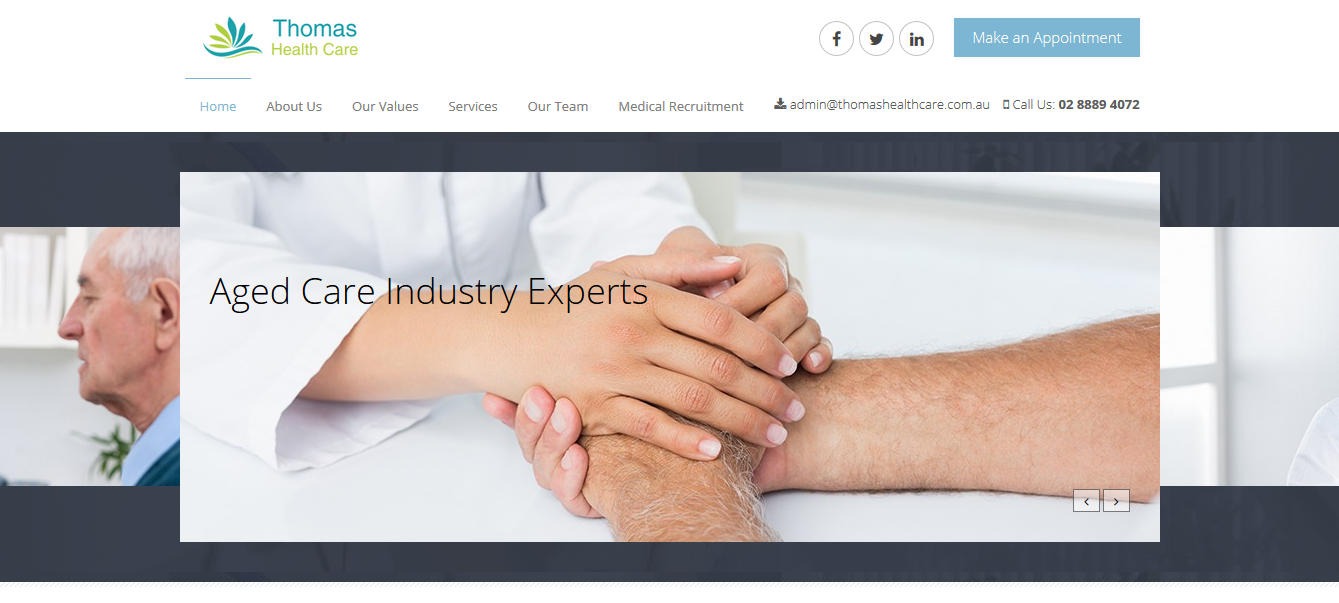 Thomas
Health Care
Make an Appointment
Home About Us Our Values Services Our Team Medical Recruitment admin@thomashealthcare.com.au Call Us: 02 8889 4072
Aged Care Industry Experts